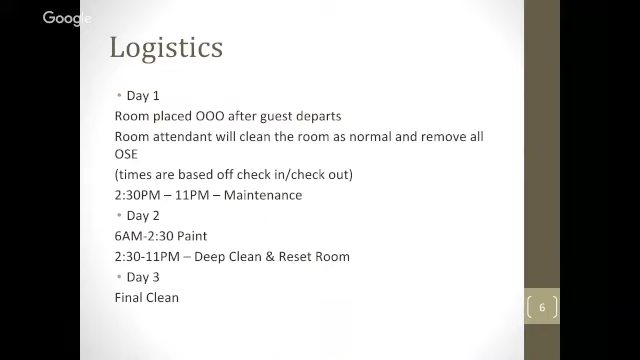 Google
Logistics
• Day 1
Room placed OOO after guest departs
Room attendant will clean the room as normal and remove all
OSE
(times are based off check in/check out)
2:30PM – 11PM – Maintenance
• Day 2
6AM-2:30 Paint
2:30-11PM – Deep Clean & Reset Room
• Day 3
Final Clean
6